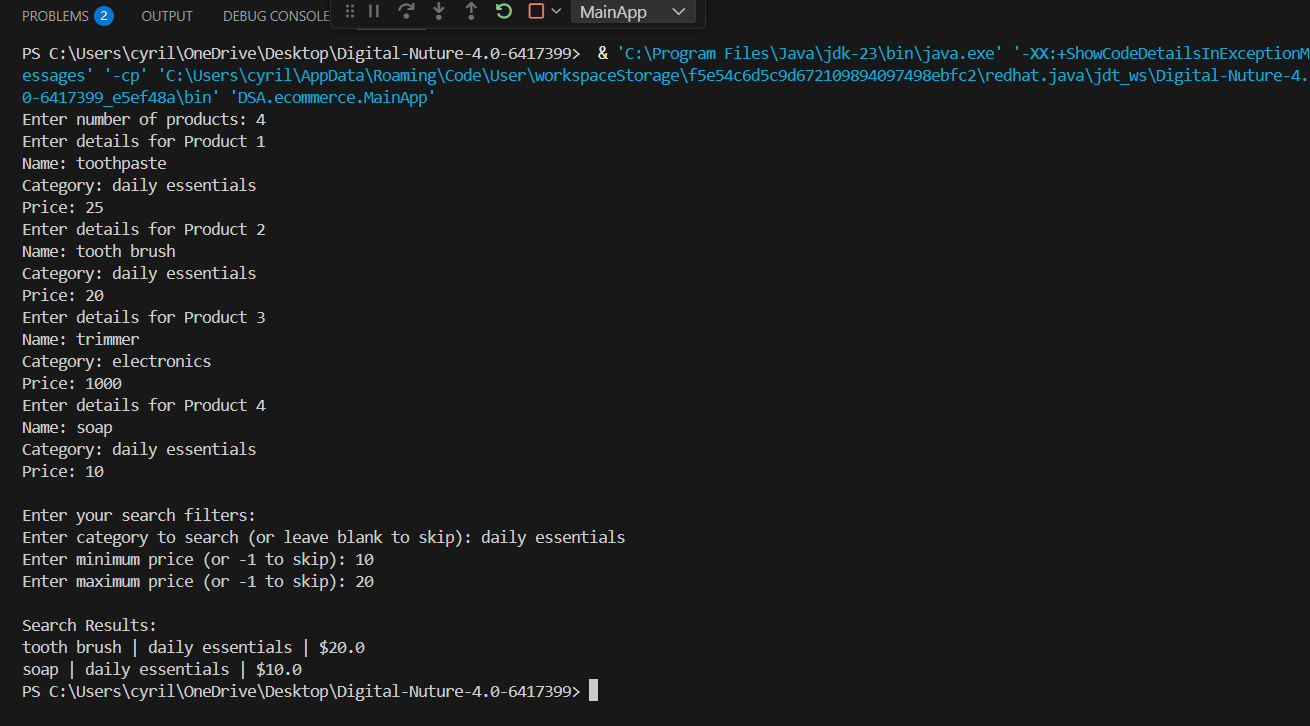 PROBLEMS 2 OUTPUT DEBUG CONSOLE MainApp
PS C:\Users\cyril\OneDrive\Desktop\Digital-Nuture-4.0-6417399>  & 'C:\Program Files\Java\jdk-23\bin\java.exe' '-XX:+ShowCodeDetailsInExceptionM
essages' '-cp' 'C:\Users\cyril\AppData\Roaming\Code\User\workspaceStorage\f5e54c6d5c9d672109894097498ebfc2\redhat.java\jdt_ws\Digital-Nuture-4.
0-6417399_e5ef48a\bin' 'DSA.ecommerce.MainApp'
Enter number of products: 4
Enter details for Product 1
Name: toothpaste
Category: daily essentials
Price: 25
Enter details for Product 2
Name: tooth brush
Category: daily essentials
Price: 20
Enter details for Product 3
Name: trimmer
Category: electronics
Price: 1000
Enter details for Product 4
Name: soap
Category: daily essentials
Price: 10
Enter your search filters:
Enter category to search (or leave blank to skip): daily essentials
Enter minimum price (or -1 to skip): 10
Enter maximum price (or -1 to skip): 20
Search Results:
tooth brush | daily essentials | $20.0
soap | daily essentials | $10.0
PS C:\Users\cyril\OneDrive\Desktop\Digital-Nuture-4.0-6417399>